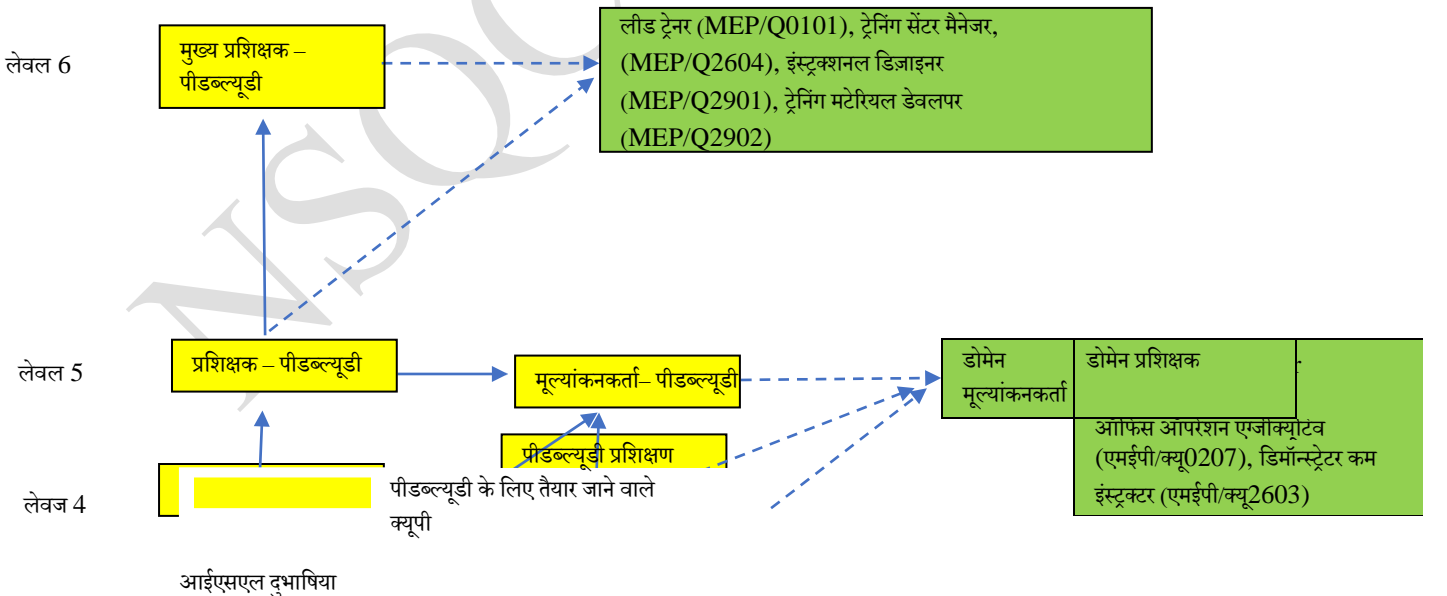 लेवल 6
मुख्य प्रशिक्षक –
पीडब्ल्यूडी
लीड ट्रेनर (MEP/Q0101), ट्रेनिंग सेंटर मैनेजर,
(MEP/Q2604), इंस्ट्रक्शनल डिज़ाइनर
(MEP/Q2901), ट्रेनिंग मटेरियल डेवलपर
(MEP/Q2902)
NSQC
लेवल 5
प्रशिक्षक – पीडब्ल्यूडी
मूल्यांकनकर्ता– पीडब्ल्यूडी
डोमेन
मूल्यांकनकर्ता
डोमेन प्रशिक्षक
ऑफिस ऑपरेशन एग्जीक्यूटिव
(एमईपी/क्यू0207), डिमॉन्स्ट्रेटर कम
इंस्ट्रक्टर (एमईपी/क्यू2603)
पीडब्ल्यूडी प्रशिक्षण
लेवज 4
पीडब्ल्यूडी के लिए तैयार जाने वाले
क्यूपी
आईएसएल दुभाषिया